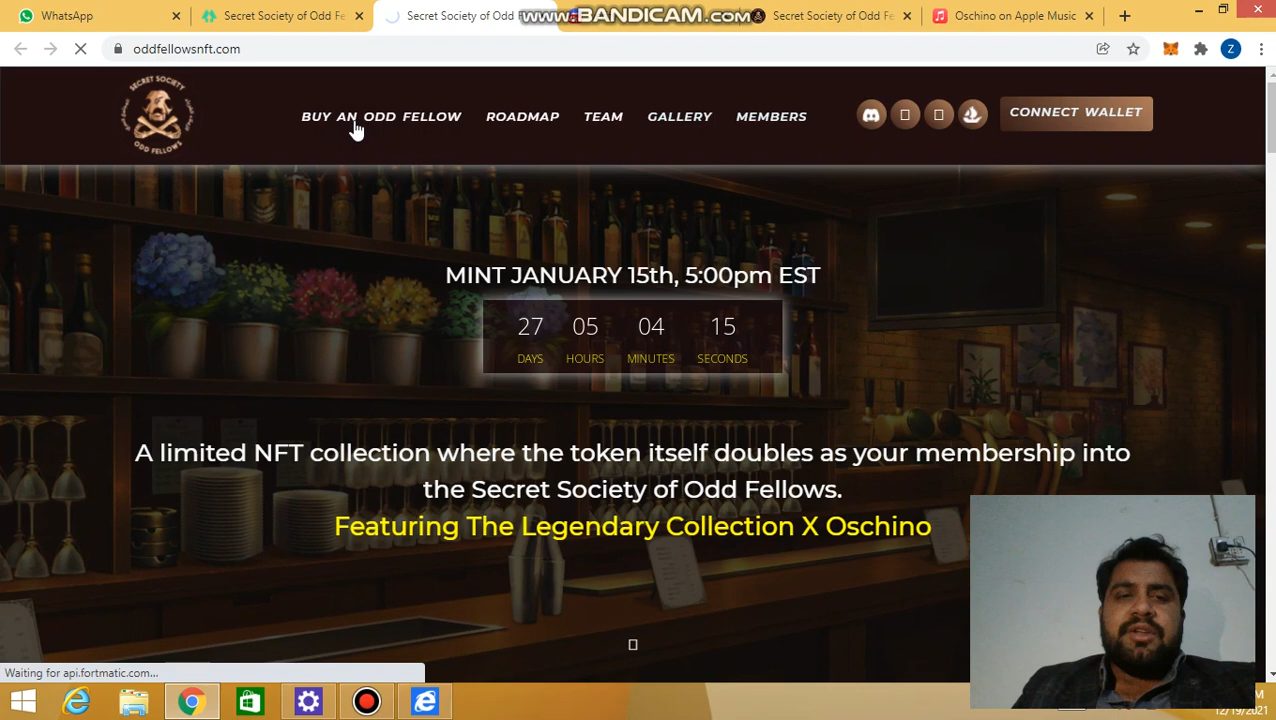 WhatsApp
Secret Society of Odd Fe
Secret Society of Odd F
www.BANDICAM.com
Secret Society of Odd Fe
Oschino on Apple Music
oddfellowsnft.com
Z
SECRET SOCIETY
ODD FELLOWS
BUY AN ODD FELLOW
ROADMAP
TEAM
GALLERY
MEMBERS
CONNECT WALLET
MINT JANUARY 15th, 5:00pm EST
27 05 04 15
DAYS HOURS MINUTES SECONDS
A limited NFT collection where the token itself doubles as your membership into
the Secret Society of Odd Fellows.
Featuring The Legendary Collection X Oschino
Waiting for api.fortmatic.com...
12/19/2021